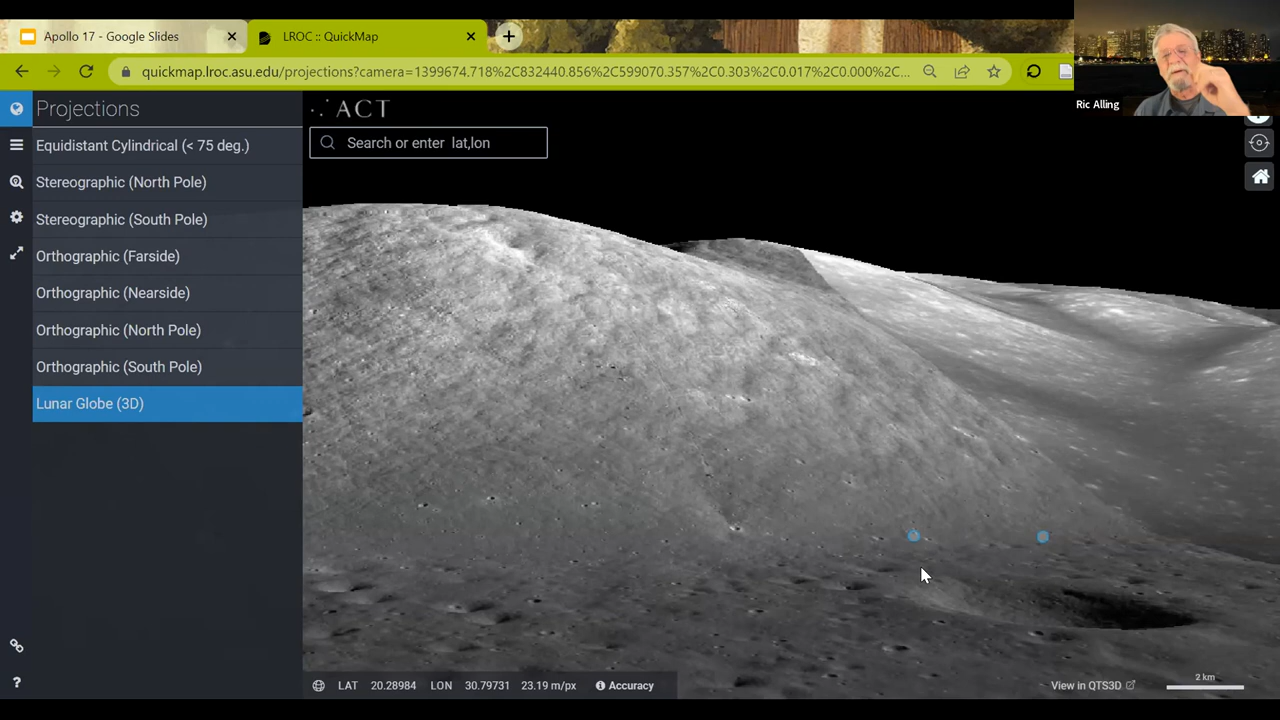 Apollo 17 - Google Slides
LROC :: QuickMap
quickmap.lroc.asu.edu/projections?camera=1399674.718%2C832440.856%2C599070.357%2C0.303%2C0.017%2C0.000%2C...
Ric Alling
Projections
ACT
Search or enter lat,lon
Equidistant Cylindrical (< 75 deg.)
Stereographic (North Pole)
Stereographic (South Pole)
Orthographic (Farside)
Orthographic (Nearside)
Orthographic (North Pole)
Orthographic (South Pole)
Lunar Globe (3D)
LAT 20.28984 LON 30.79731 23.19 m/px Accuracy
View in QTS3D
2 km